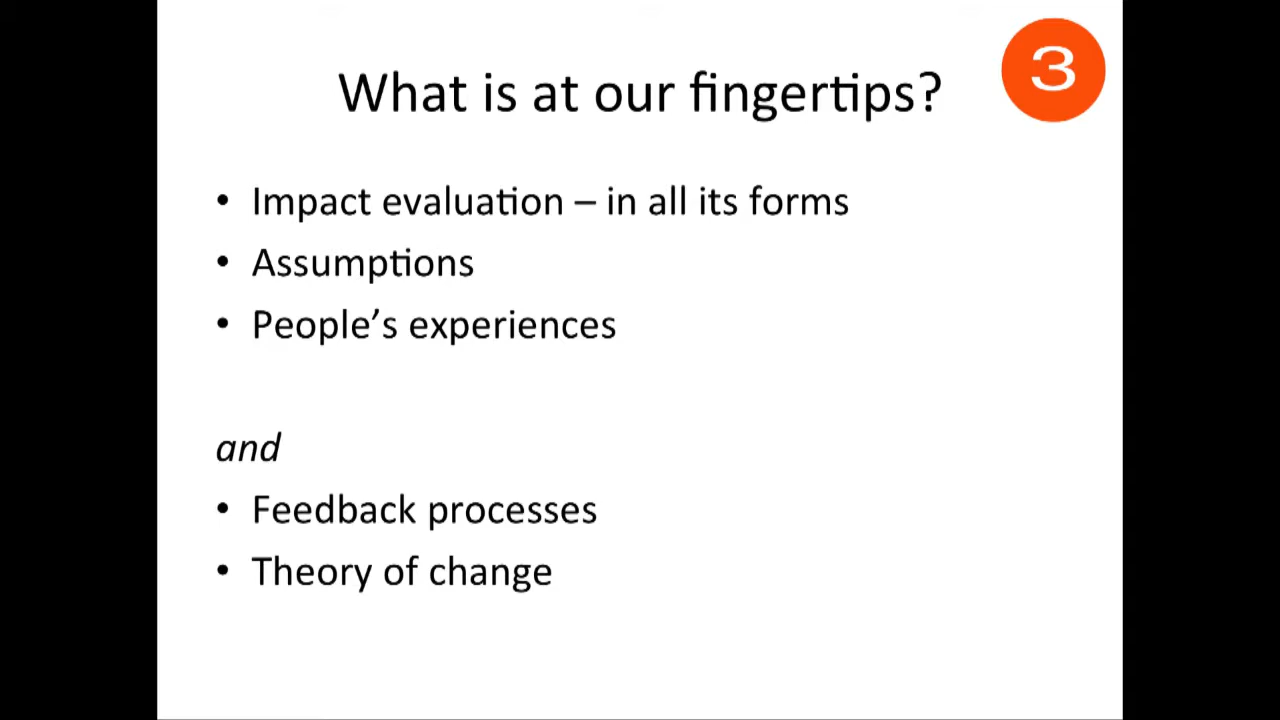 What is at our fingertips?
3
• Impact evaluation – in all its forms
• Assumptions
• People’s experiences
and
• Feedback processes
• Theory of change